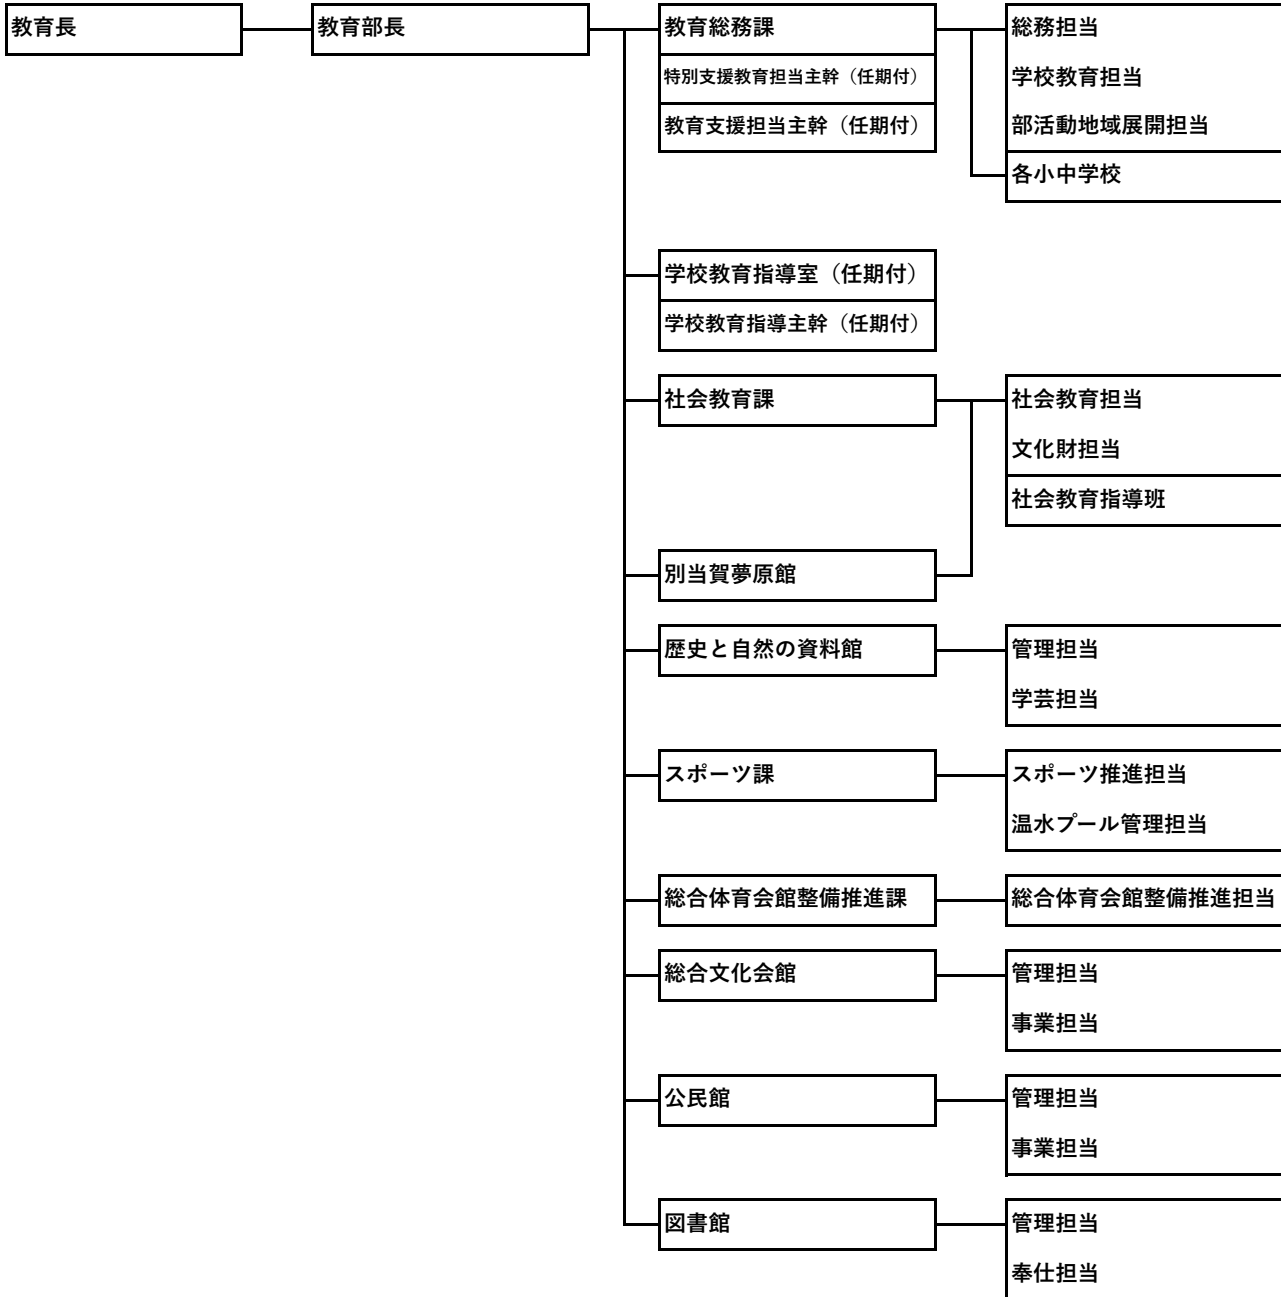 教育長
教育部長
教育総務課
特別支援教育担当主幹（任期付）
教育支援担当主幹（任期付）
総務担当
学校教育担当
部活動地域展開担当
各小中学校
学校教育指導室（任期付）
学校教育指導主幹（任期付）
社会教育課
社会教育担当
文化財担当
社会教育指導班
別当賀夢原館
歴史と自然の資料館
管理担当
学芸担当
スポーツ課
スポーツ推進担当
温水プール管理担当
総合体育会館整備推進課
総合体育会館整備推進担当
総合文化会館
管理担当
事業担当
公民館
管理担当
事業担当
図書館
管理担当
奉仕担当